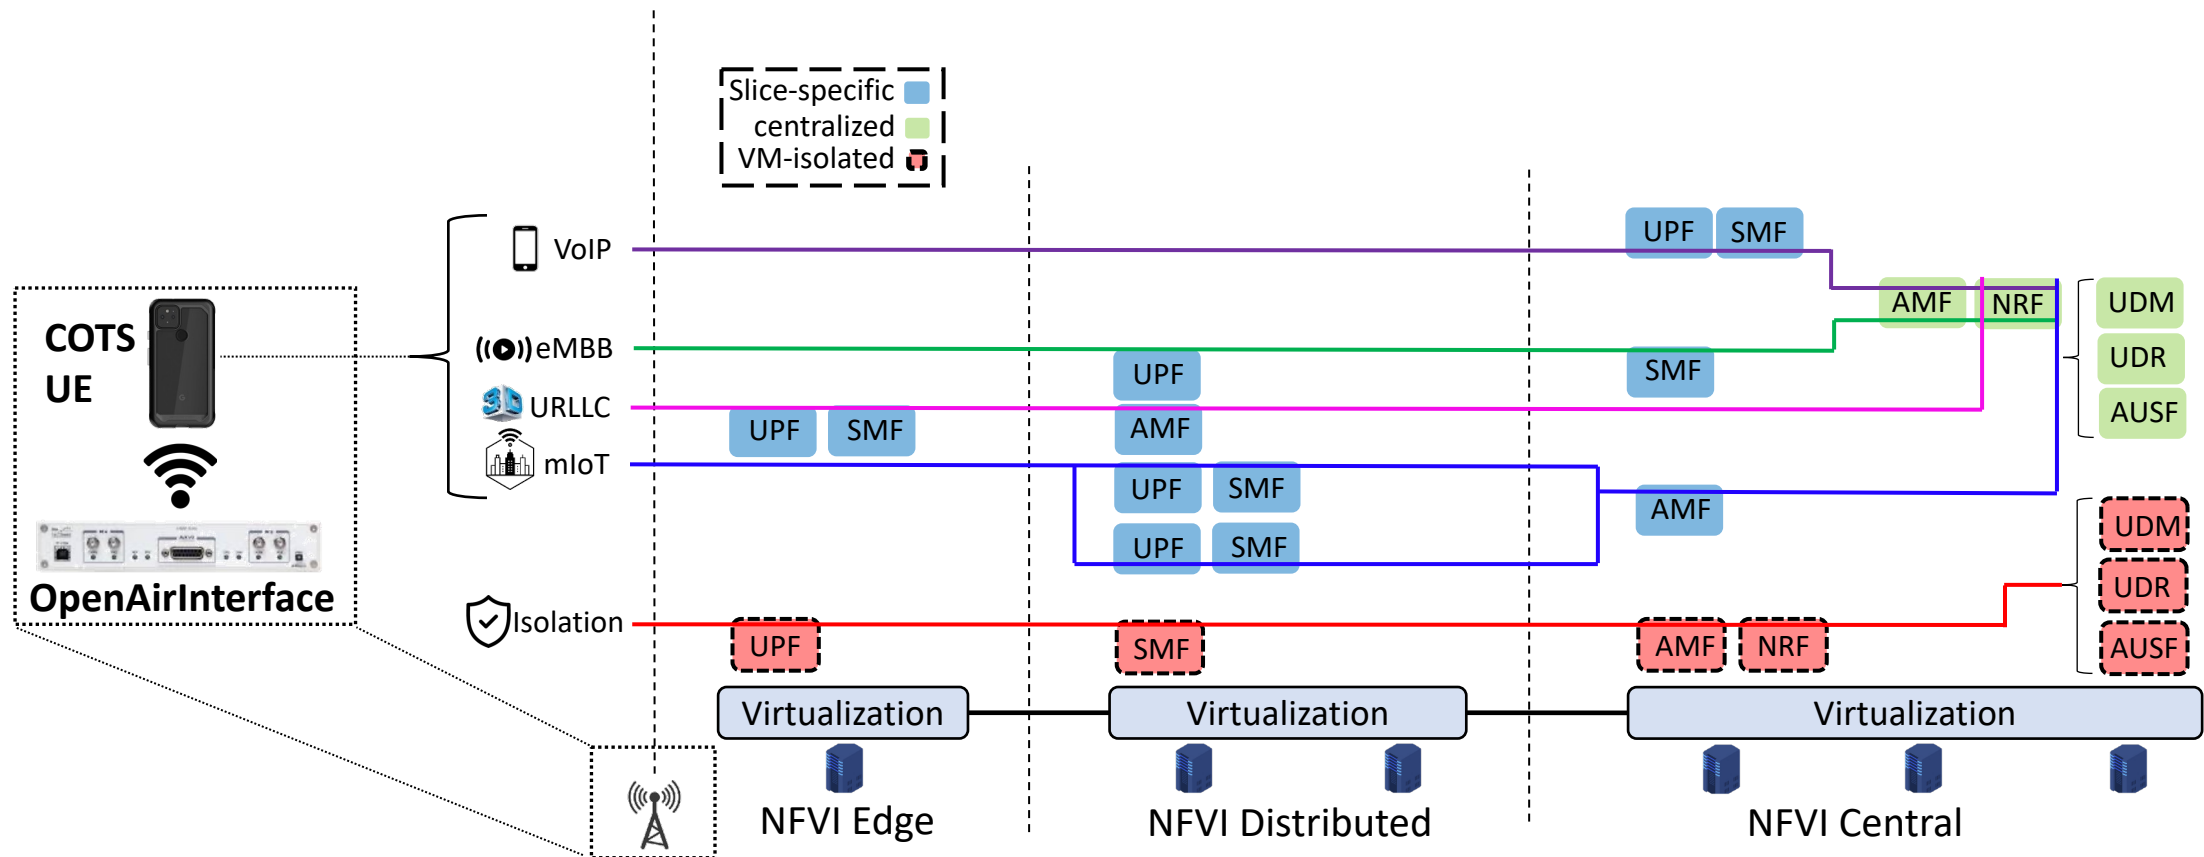 Slice-specific
centralized
VM-isolated
VoIP
UPF SMF
COTS
UE
OpenAirInterface
eMBB
UPF
SMF
AMF NRF
UDM
UDR
AUSF
3D URLLC
UPF SMF
AMF
mIoT
UPF SMF
UPF SMF
AMF
Isolation
UPF
SMF
AMF NRF
UDM
UDR
AUSF
Virtualization
Virtualization
Virtualization
NFVI Edge
NFVI Distributed
NFVI Central